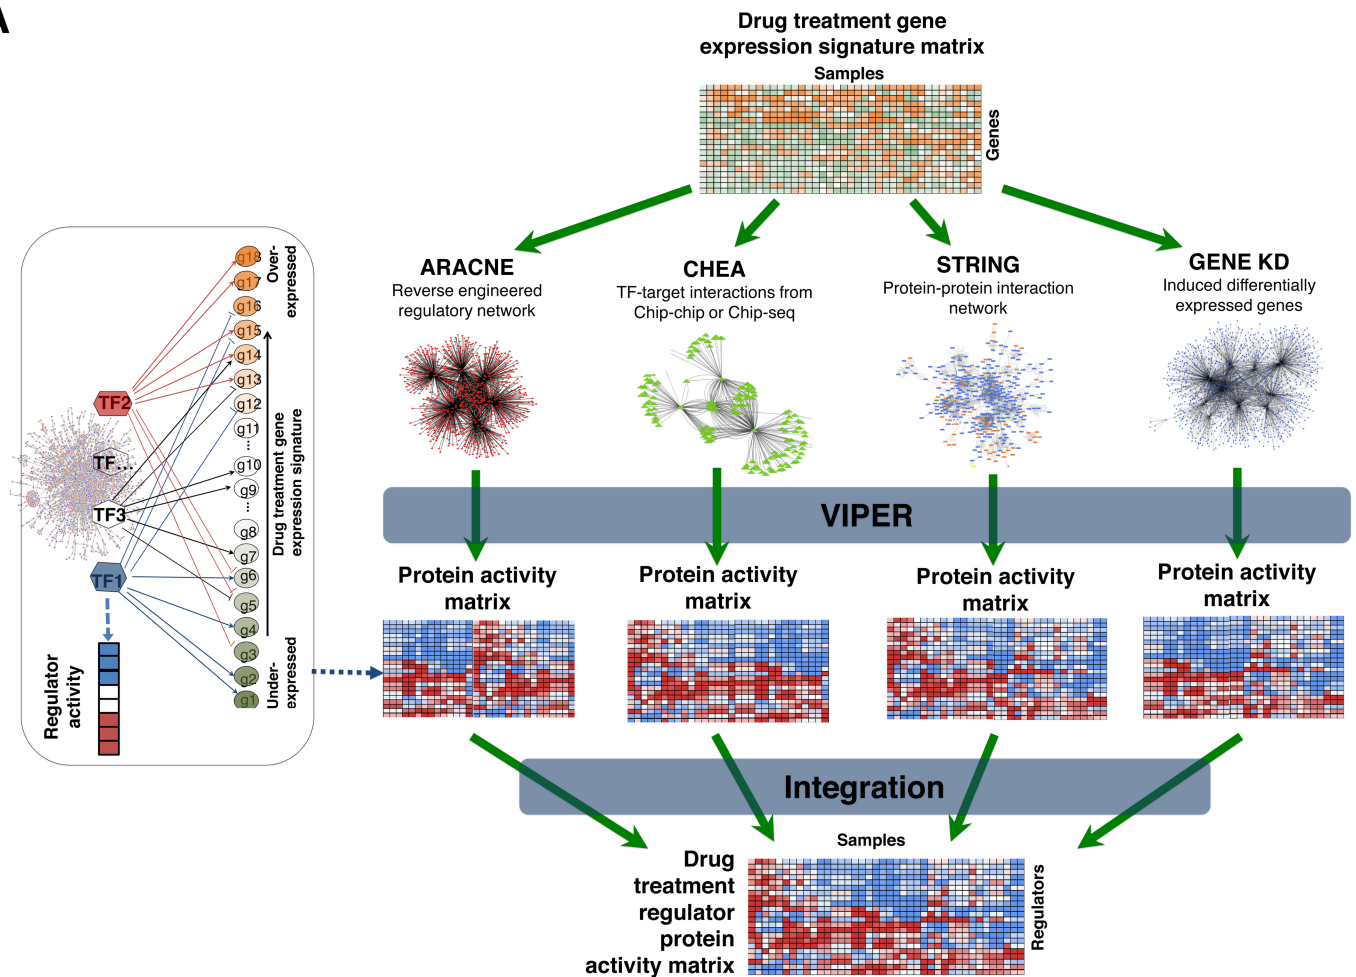 A
Drug treatment gene
expression signature matrix
Samples
Genes
ARACNE
Reverse engineered
regulatory network
CHEA
TF-target interactions from
Chip-chip or Chip-seq
STRING
Protein-protein interaction
network
GENE KD
Induced differentially
expressed genes
g18
g17
g16
g15
g14
g13
g12
g11
g10
g9
g8
g7
g6
g5
g4
g3
g2
g1
Over-
expressed
Drug treatment gene
expression signature
Under-
expressed
TF2
TF...
TF3
TF1
Regulator
activity
VIPER
Protein activity
matrix
Protein activity
matrix
Protein activity
matrix
Protein activity
matrix
Integration
Samples
Drug
treatment
regulator
protein
activity matrix
Regulators